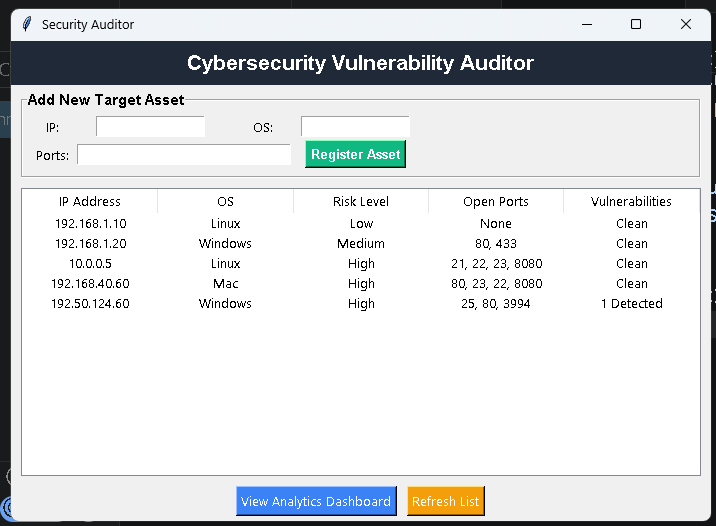 Security Auditor
Cybersecurity Vulnerability Auditor
Add New Target Asset
IP: OS:
Ports: Register Asset
IP Address OS Risk Level Open Ports Vulnerabilities
192.168.1.10 Linux Low None Clean
192.168.1.20 Windows Medium 80, 433 Clean
10.0.0.5 Linux High 21, 22, 23, 8080 Clean
192.168.40.60 Mac High 80, 23, 22, 8080 Clean
192.50.124.60 Windows High 25, 80, 3994 1 Detected
View Analytics Dashboard Refresh List